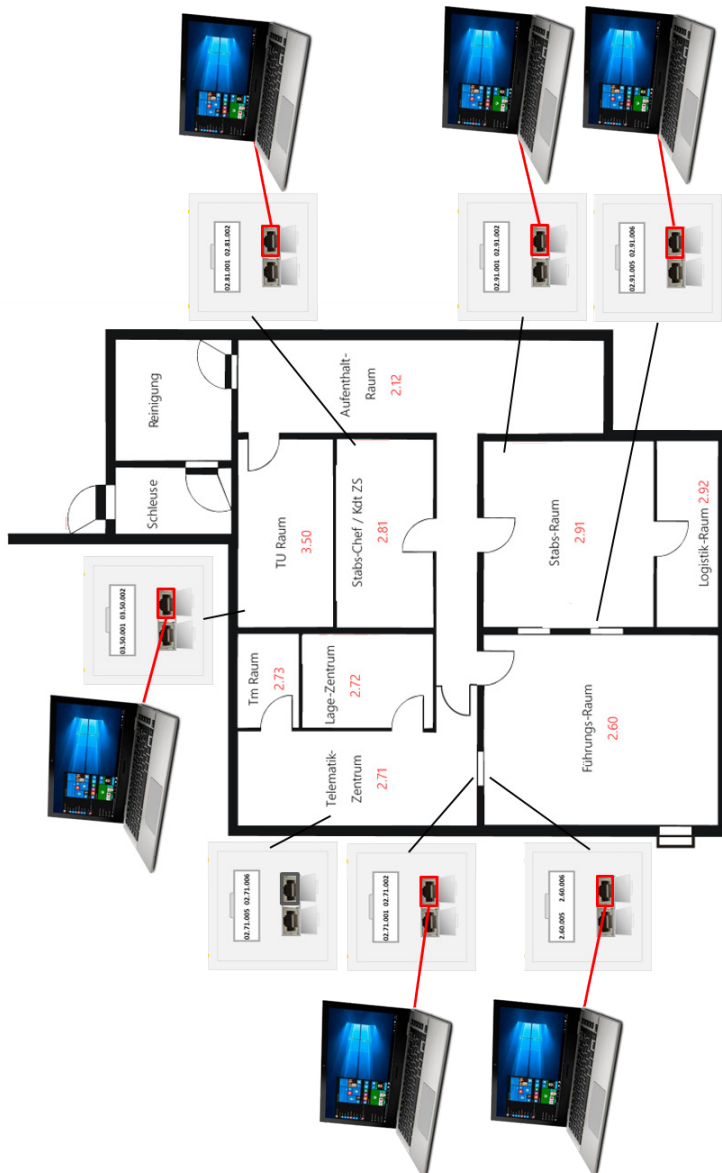 02.81.001 02.81.002
02.91.001 02.91.002
02.91.005 02.91.006
Reinigung
Aufenthalt-
Raum
2.12
Schleuse
TU Raum
3.50
Stabs-Chef / Kdt ZS
2.81
Stabs-Raum
2.91
Logistik-Raum 2.92
03.50.001 03.50.002
Tm Raum
2.73
Lage-Zentrum
2.72
Telematik-
Zentrum
2.71
Führungs-Raum
2.60
02.71.005 02.71.006
02.71.001 02.71.002
2.60.005 2.60.006